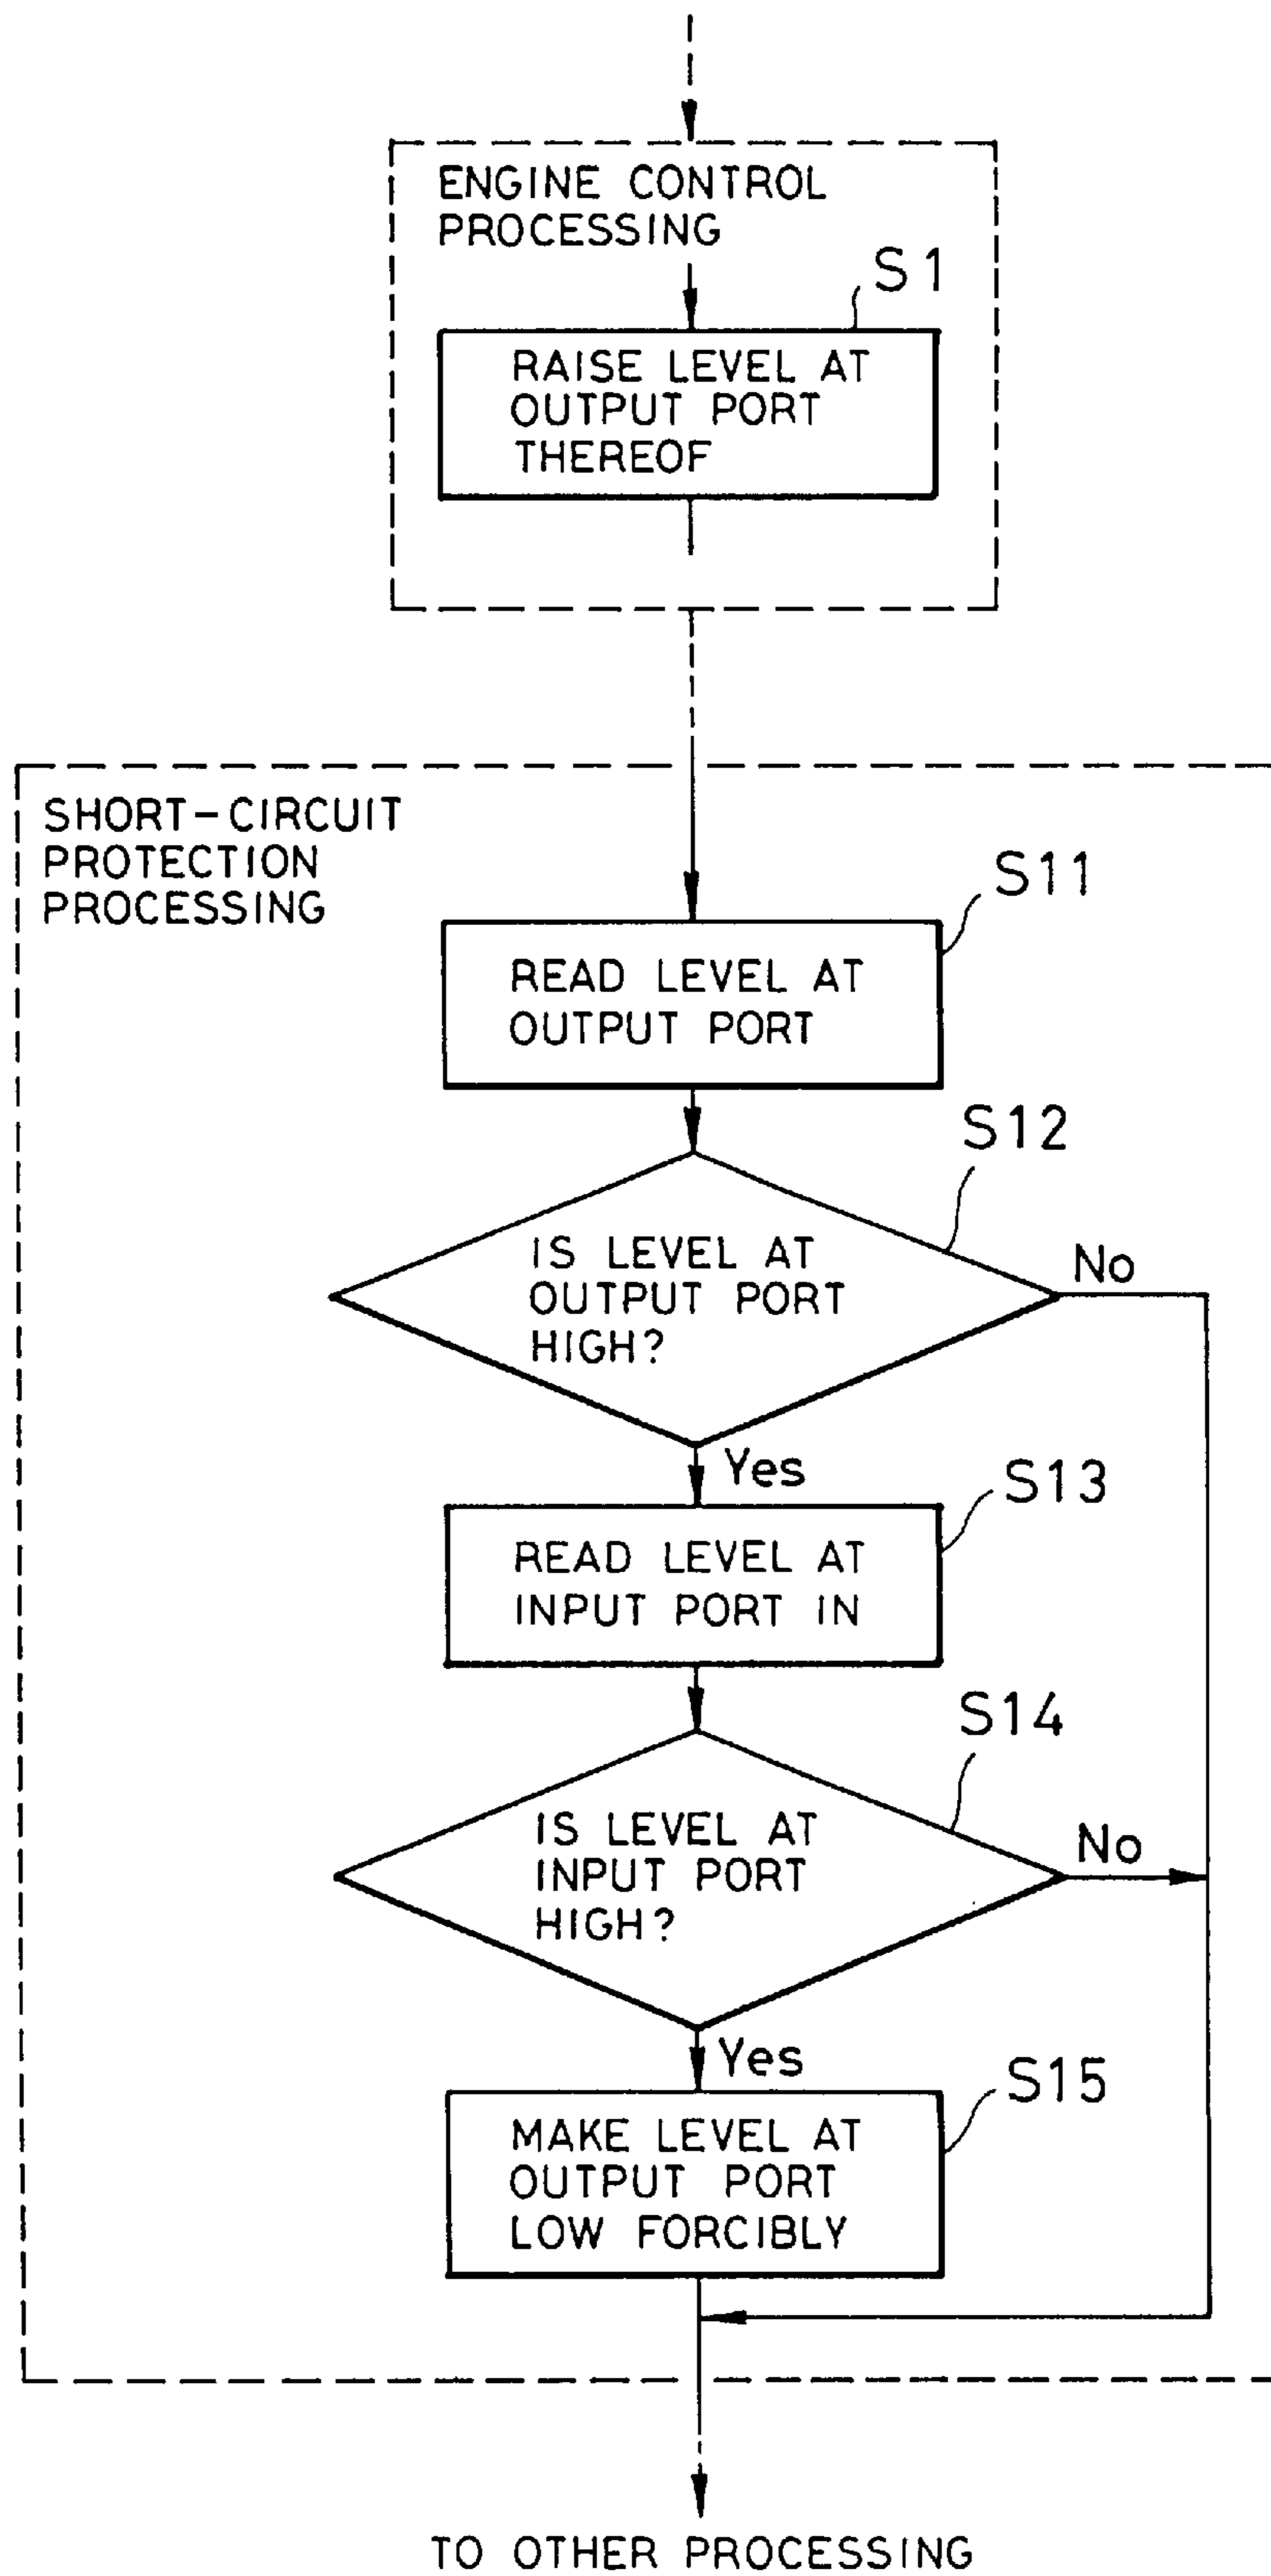 ENGINE CONTROL
PROCESSING
S1
RAISE LEVEL AT
OUTPUT PORT
THEREOF
SHORT-CIRCUIT
PROTECTION
PROCESSING
S11
READ LEVEL AT
OUTPUT PORT
S12
IS LEVEL AT
OUTPUT PORT
HIGH?
No
Yes
S13
READ LEVEL AT
INPUT PORT IN
S14
IS LEVEL AT
INPUT PORT
HIGH?
No
Yes
S15
MAKE LEVEL AT
OUTPUT PORT
LOW FORCIBLY
TO OTHER PROCESSING